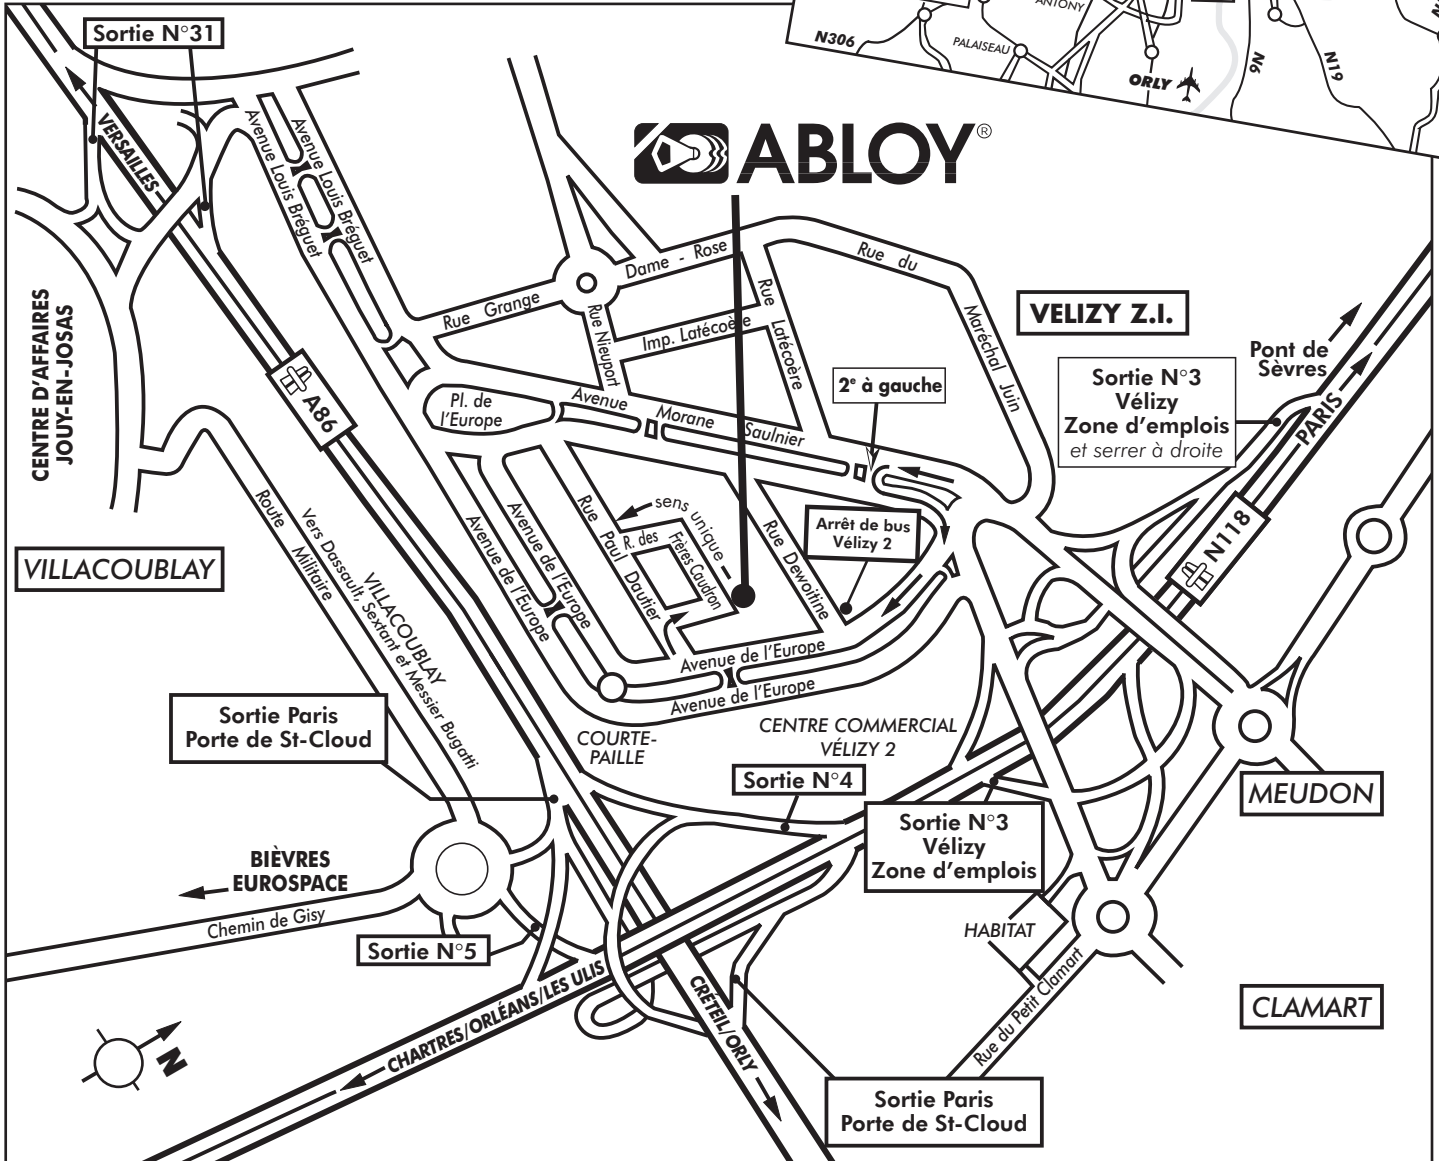 Sortie N°31
N306
ANTONY
PALAISEAU
ORLY
N6
N19
ABLOY®
VERSAILLES
Avenue Louis Bréguet
Avenue Louis Bréguet
CENTRE D'AFFAIRES
JOUY-EN-JOSAS
A86
Rue Grange
Dame - Rose
Rue Nieuport
Imp. Latécoère
Rue Latécoère
Rue du
Maréchal Juin
VELIZY Z.I.
Pont de
Sèvres
PARIS
Sortie N°3
Vélizy
Zone d'emplois
et serrer à droite
2e à gauche
Pl. de
l'Europe
Avenue
Morane
Saulnier
Avenue de l'Europe
Avenue de l'Europe
Rue Paul Dautier
sens unique
R. des
Frères Caudron
Rue Dewoitine
Arrêt de bus
Vélizy 2
N118
VILLACOUBLAY
Route
Militaire
Vers Dassault, Sextant et Messier Bugatti
VILLACOUBLAY
Avenue de l'Europe
Avenue de l'Europe
Sortie Paris
Porte de St-Cloud
COURTE-
PAILLE
CENTRE COMMERCIAL
VÉLIZY 2
Sortie N°4
Sortie N°3
Vélizy
Zone d'emplois
MEUDON
BIÈVRES
EUROSPACE
Chemin de Gisy
Sortie N°5
HABITAT
Rue du Petit Clamart
CLAMART
CHARTRES/ORLÉANS/LES ULIS
CRÉTEIL/ORLY
N
Sortie Paris
Porte de St-Cloud